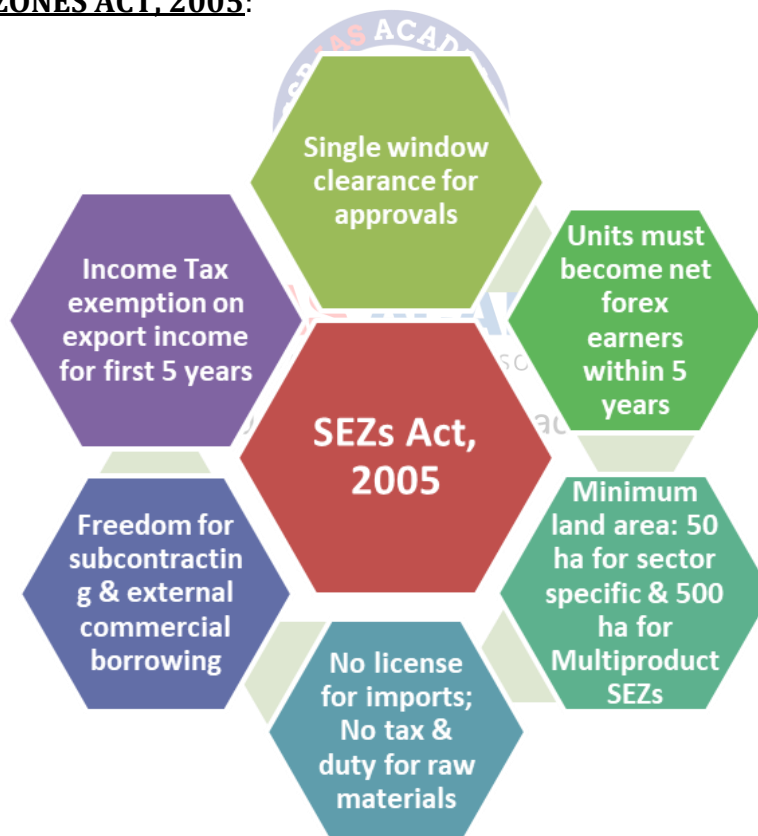 ZONES ACT, 2005:
IAS ACAD
Single window
clearance for
approvals
Units must
become net
forex
earners
within 5
years
Minimum
land area: 50
ha for sector
specific & 500
ha for
Multiproduct
SEZs
No license
for imports;
No tax &
duty for raw
materials
Freedom for
subcontractin
g & external
commercial
borrowing
Income Tax
exemption on
export income
for first 5 years
SEZs Act,
2005